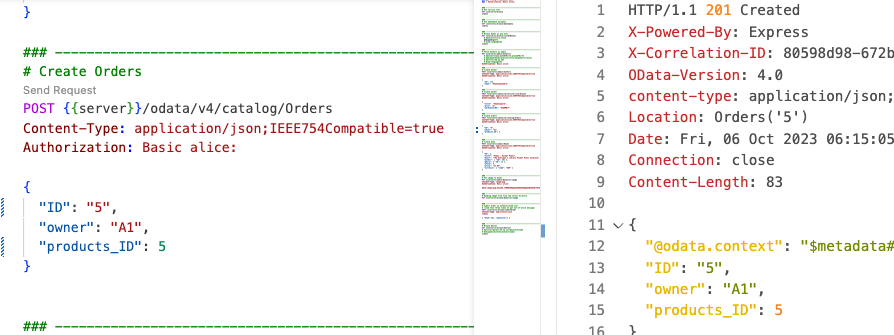 }
### ----------------------------------------------------
# Create Orders
Send Request
POST {{server}}/odata/v4/catalog/Orders
Content-Type: application/json;IEEE754Compatible=true
Authorization: Basic alice:
{
"ID": "5",
"owner": "A1",
"products_ID": 5
}
### ----------------------------------------------------
1 HTTP/1.1 201 Created
2 X-Powered-By: Express
3 X-Correlation-ID: 80598d98-672b
4 OData-Version: 4.0
5 content-type: application/json;
6 Location: Orders('5')
7 Date: Fri, 06 Oct 2023 06:15:05
8 Connection: close
9 Content-Length: 83
10
11 {
12 "@odata.context": "$metadata#
13 "ID": "5",
14 "owner": "A1",
15 "products_ID": 5
16 }